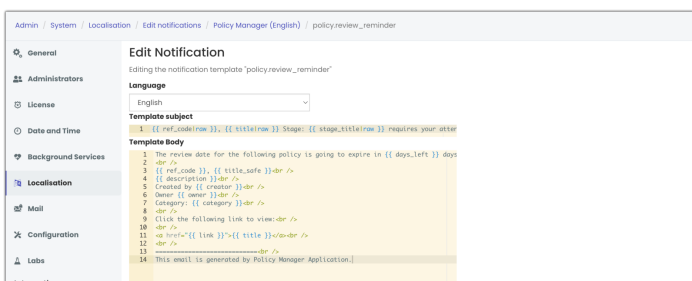 Admin / System / Localisation / Edit notifications / Policy Manager (English) / policy.review_reminder
General
Administrators
License
Date and Time
Background Services
Localisation
Mail
Configuration
Labs
Edit Notification
Editing the notification template "policy.review_reminder"
Language
English
Template subject
1 {{ ref_code|raw }}, {{ title|raw }} Stage: {{ stage_title|raw }} requires your atter
Template Body
1 The review date for the following policy is going to expire in {{ days_left }} days
2 <br />
3 {{ ref_code }}, {{ title_safe }}<br />
4 {{ description }}<br />
5 Created by {{ creator }}<br />
6 Owner {{ owner }}<br />
7 Category: {{ category }}<br />
8 <br />
9 Click the following link to view:<br />
10 <br />
11 <a href="{{ link }}">{{ title }}</a><br />
12 <br />
13 ============================<br />
14 This email is generated by Policy Manager Application.